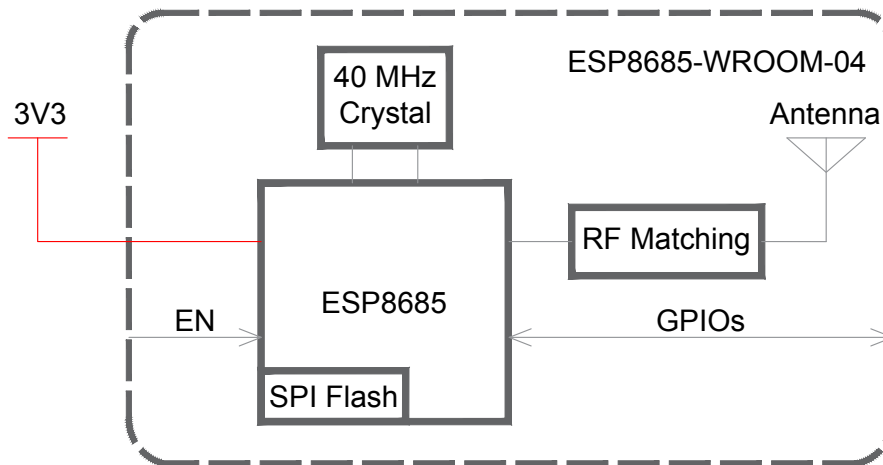 ESP8685-WROOM-04
40 MHz
Crystal
3V3
Antenna
RF Matching
ESP8685
EN
GPIOs
SPI Flash